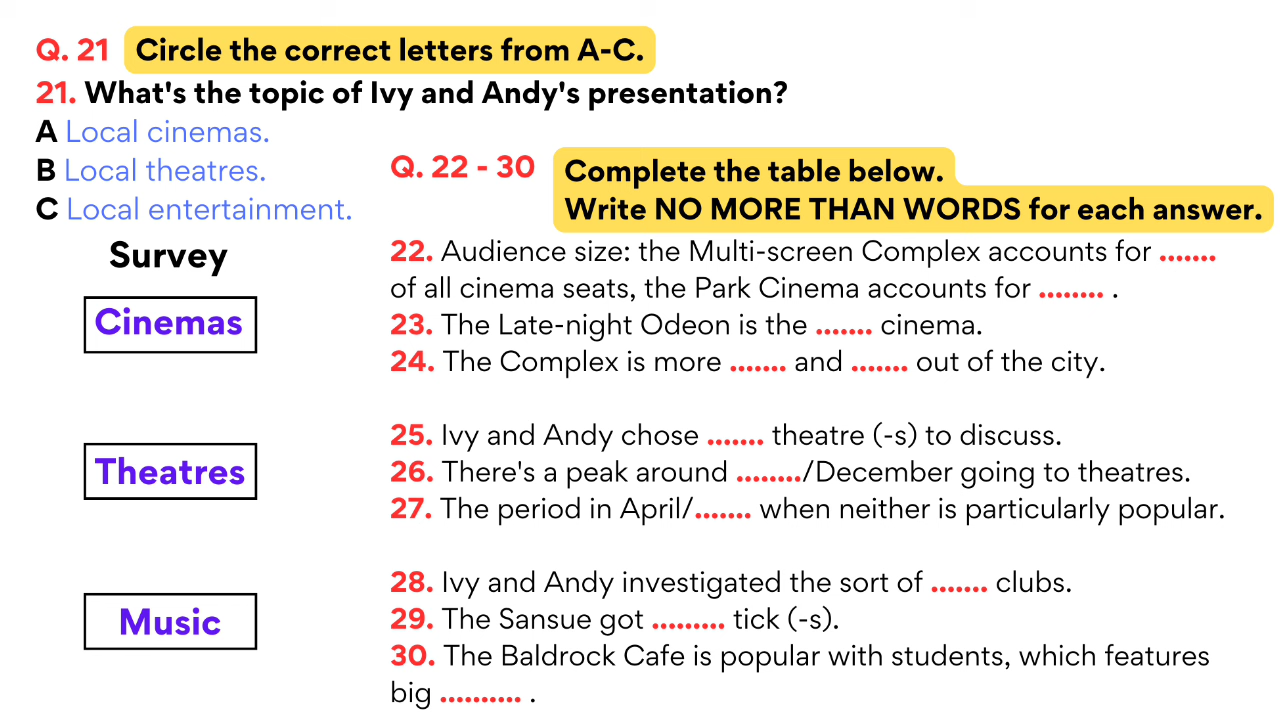 Q. 21 Circle the correct letters from A-C.
21. What's the topic of Ivy and Andy's presentation?
A Local cinemas.
B Local theatres.
C Local entertainment.
Q. 22 - 30 Complete the table below.
Write NO MORE THAN WORDS for each answer.
Survey
Cinemas
22. Audience size: the Multi-screen Complex accounts for .......
of all cinema seats, the Park Cinema accounts for ........ .
23. The Late-night Odeon is the ....... cinema.
24. The Complex is more ....... and ....... out of the city.
Theatres
25. Ivy and Andy chose ....... theatre (-s) to discuss.
26. There's a peak around ......../December going to theatres.
27. The period in April/....... when neither is particularly popular.
Music
28. Ivy and Andy investigated the sort of ....... clubs.
29. The Sansue got ......... tick (-s).
30. The Baldrock Cafe is popular with students, which features
big .......... .